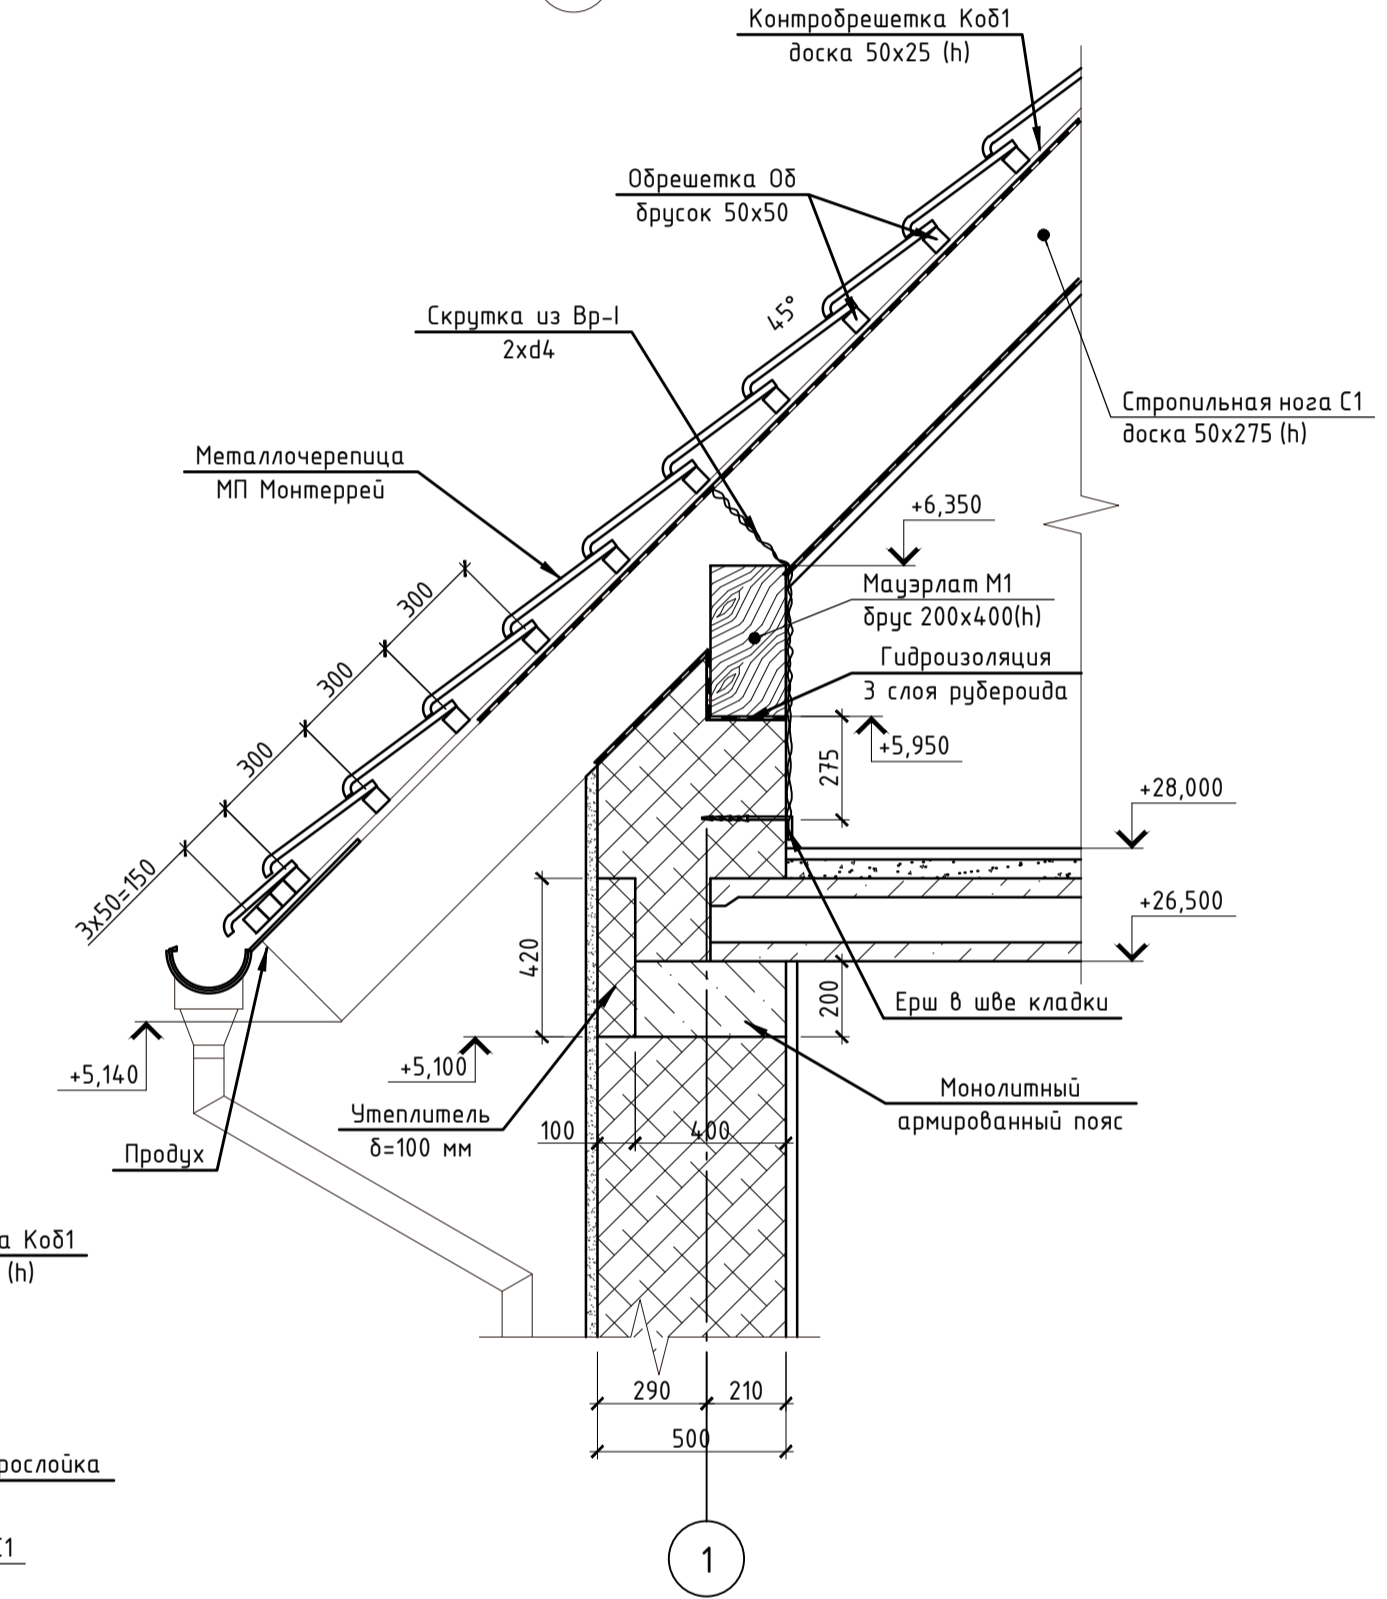 Контробрешетка Коб1
доска 50х25 (h)
Обрешетка Об
брусок 50х50
45°
Скрутка из Вр-I
2xd4
Стропильная нога С1
доска 50х275 (h)
Металлочерепица
МП Монтеррей
+6,350
Мауэрлат М1
брус 200х400(h)
300
Гидроизоляция
3 слоя рубероида
300
+5,950
300
275
+28,000
3х50=150
+26,500
420
200
Ерш в шве кладки
+5,140
+5,100
Монолитный
армированный пояс
Утеплитель
δ=100 мм
100
400
Продух
а Коб1
(h)
290
210
500
рослойка
1